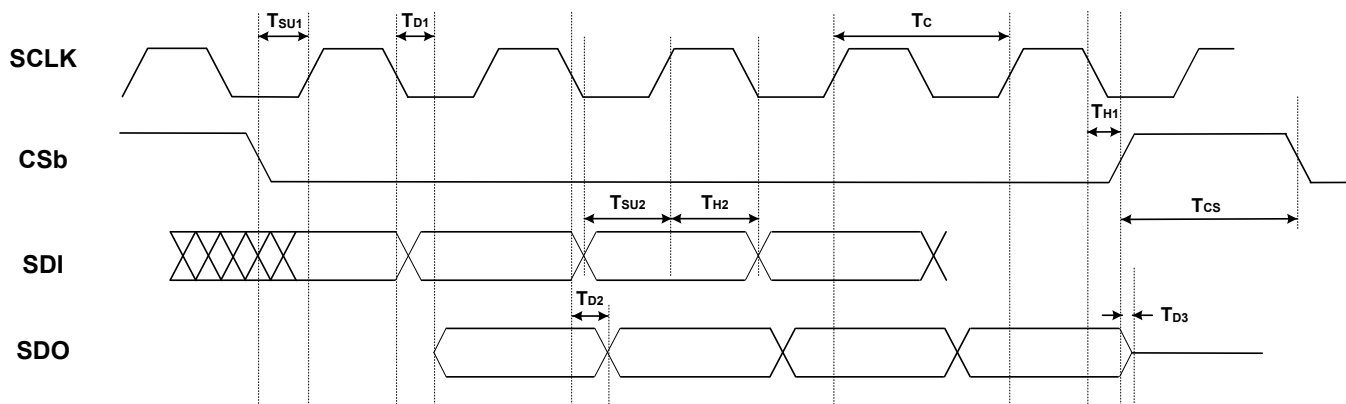 TSU1
TD1
TC
SCLK
TH1
CSb
TSU2
TH2
TCS
SDI
TD2
TD3
SDO